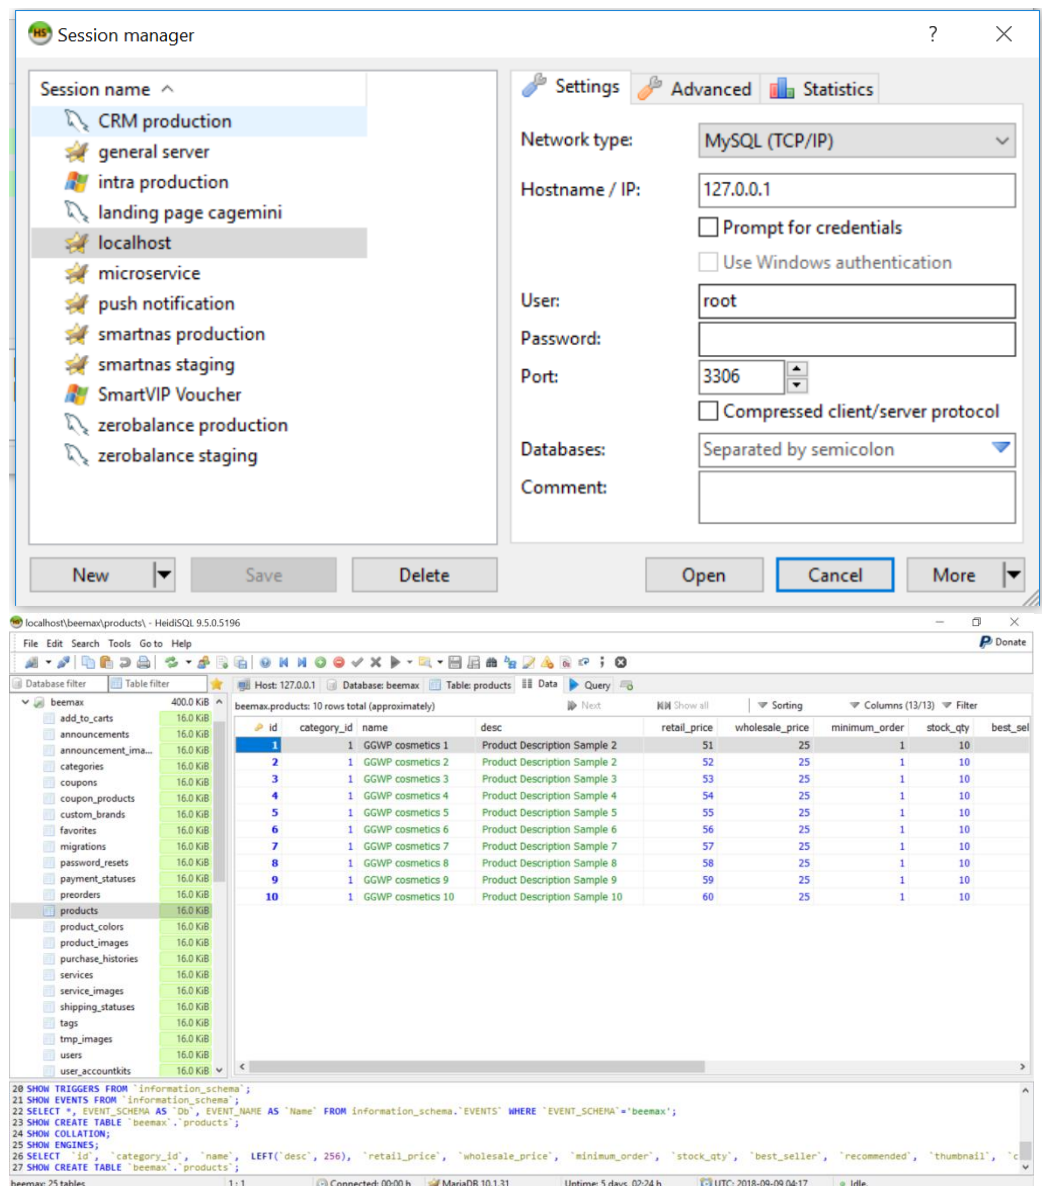 Session manager
?
Session name
CRM production
general server
intra production
landing page cagemini
localhost
microservice
push notification
smartnas production
smartnas staging
SmartVIP Voucher
zerobalance production
zerobalance staging
Settings Advanced Statistics
Network type: MySQL (TCP/IP)
Hostname / IP: 127.0.0.1
Prompt for credentials
Use Windows authentication
User: root
Password:
Port: 3306
Compressed client/server protocol
Databases: Separated by semicolon
Comment:
New Save Delete Open Cancel More
localhost\beemax\products\ - HeidiSQL 9.5.0.5196
File Edit Search Tools Go to Help Donate
Database filter Table filter
beemax 400.0 KiB
add_to_carts 16.0 KiB
announcements 16.0 KiB
announcement_ima... 16.0 KiB
categories 16.0 KiB
coupons 16.0 KiB
coupon_products 16.0 KiB
custom_brands 16.0 KiB
favorites 16.0 KiB
migrations 16.0 KiB
password_resets 16.0 KiB
payment_statuses 16.0 KiB
preorders 16.0 KiB
products 16.0 KiB
product_colors 16.0 KiB
product_images 16.0 KiB
purchase_histories 16.0 KiB
services 16.0 KiB
service_images 16.0 KiB
shipping_statuses 16.0 KiB
tags 16.0 KiB
tmp_images 16.0 KiB
users 16.0 KiB
user_accountkits 16.0 KiB
Host: 127.0.0.1 Database: beemax Table: products Data Query
beemax.products: 10 rows total (approximately) Next Show all Sorting Columns (13/13) Filter
id category_id name desc retail_price wholesale_price minimum_order stock_qty best_sel
1 1 GGWP cosmetics 1 Product Description Sample 2 51 25 1 10
2 1 GGWP cosmetics 2 Product Description Sample 2 52 25 1 10
3 1 GGWP cosmetics 3 Product Description Sample 3 53 25 1 10
4 1 GGWP cosmetics 4 Product Description Sample 4 54 25 1 10
5 1 GGWP cosmetics 5 Product Description Sample 5 55 25 1 10
6 1 GGWP cosmetics 6 Product Description Sample 6 56 25 1 10
7 1 GGWP cosmetics 7 Product Description Sample 7 57 25 1 10
8 1 GGWP cosmetics 8 Product Description Sample 8 58 25 1 10
9 1 GGWP cosmetics 9 Product Description Sample 9 59 25 1 10
10 1 GGWP cosmetics 10 Product Description Sample 10 60 25 1 10
20 SHOW TRIGGERS FROM `information_schema`;
21 SHOW EVENTS FROM `information_schema`;
22 SELECT *, EVENT_SCHEMA AS `Db`, EVENT_NAME AS `Name` FROM information_schema.`EVENTS` WHERE `EVENT_SCHEMA`='beemax';
23 SHOW CREATE TABLE `beemax`.`products`;
24 SHOW COLLATION;
25 SHOW ENGINES;
26 SELECT `id`, `category_id`, `name`, LEFT(`desc`, 256), `retail_price`, `wholesale_price`, `minimum_order`, `stock_qty`, `best_seller`, `recommended`, `thumbnail`, `c
27 SHOW CREATE TABLE `beemax`.`products`;
beemax: 25 tables 1 : 1 Connected: 00:00 h MariaDB 10.1.31 Uptime: 5 days, 02:24 h UTC: 2018-09-09 04:17 Idle.